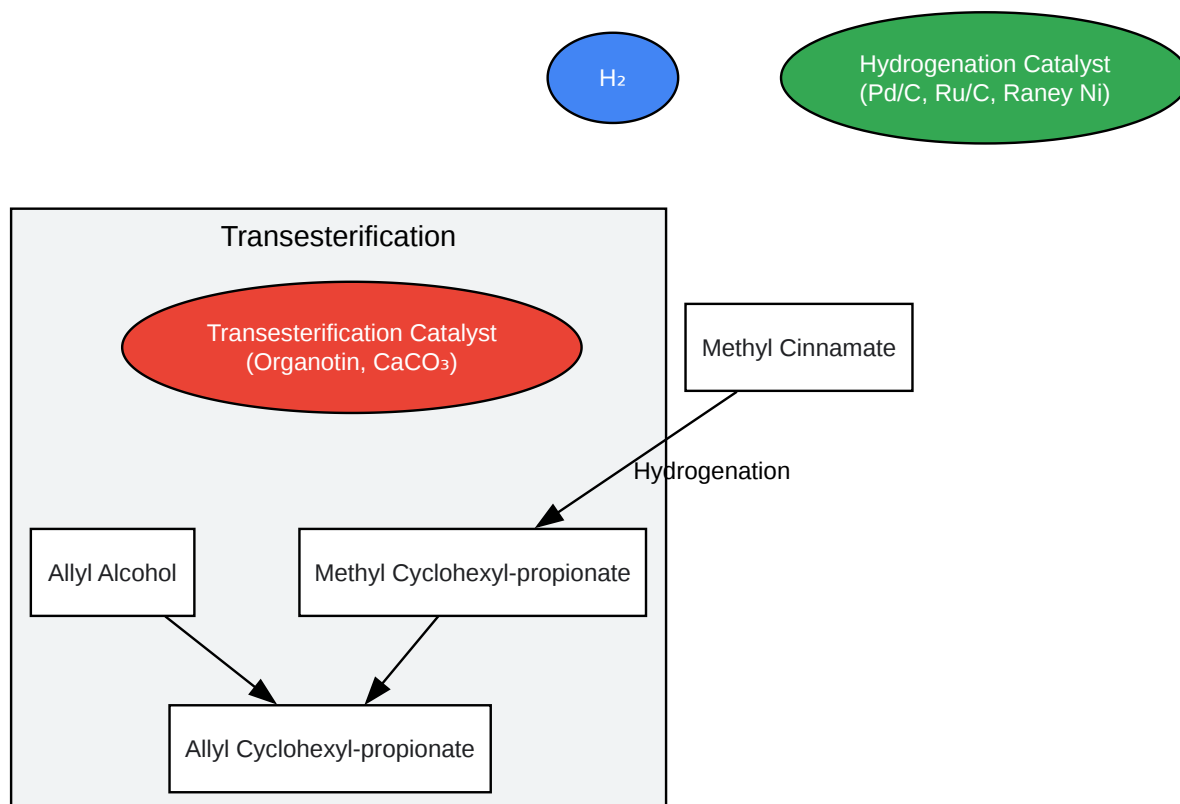 H₂
Hydrogenation Catalyst
(Pd/C, Ru/C, Raney Ni)
Transesterification
Transesterification Catalyst
(Organotin, CaCO₃)
Methyl Cinnamate
Hydrogenation
Allyl Alcohol
Methyl Cyclohexyl-propionate
Allyl Cyclohexyl-propionate